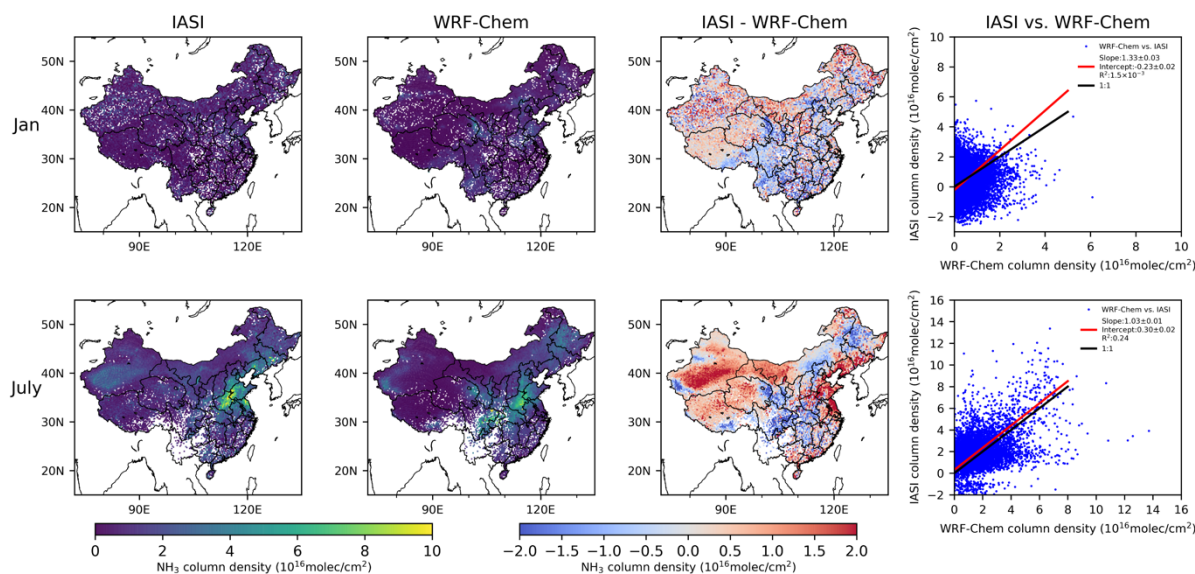 IASI
WRF-Chem
IASI - WRF-Chem
IASI vs. WRF-Chem
Jan
50N
40N
30N
20N
90E
120E
50N
40N
30N
20N
90E
120E
50N
40N
30N
20N
90E
120E
IASI column density (10¹⁶molec/cm²)
10
8
6
4
2
0
−2
WRF-Chem vs. IASI
Slope:1.33±0.03
Intercept:-0.23±0.02
R²:1.5×10⁻³
1:1
0 2 4 6 8 10
WRF-Chem column density (10¹⁶molec/cm²)
July
50N
40N
30N
20N
90E
120E
50N
40N
30N
20N
90E
120E
50N
40N
30N
20N
90E
120E
IASI column density (10¹⁶molec/cm²)
16
14
12
10
8
6
4
2
0
−2
WRF-Chem vs. IASI
Slope:1.03±0.01
Intercept:0.30±0.02
R²:0.24
1:1
0 2 4 6 8 10 12 14 16
WRF-Chem column density (10¹⁶molec/cm²)
0 2 4 6 8 10
NH₃ column density (10¹⁶molec/cm²)
−2.0 −1.5 −1.0 −0.5 0.0 0.5 1.0 1.5 2.0
NH₃ column density (10¹⁶molec/cm²)